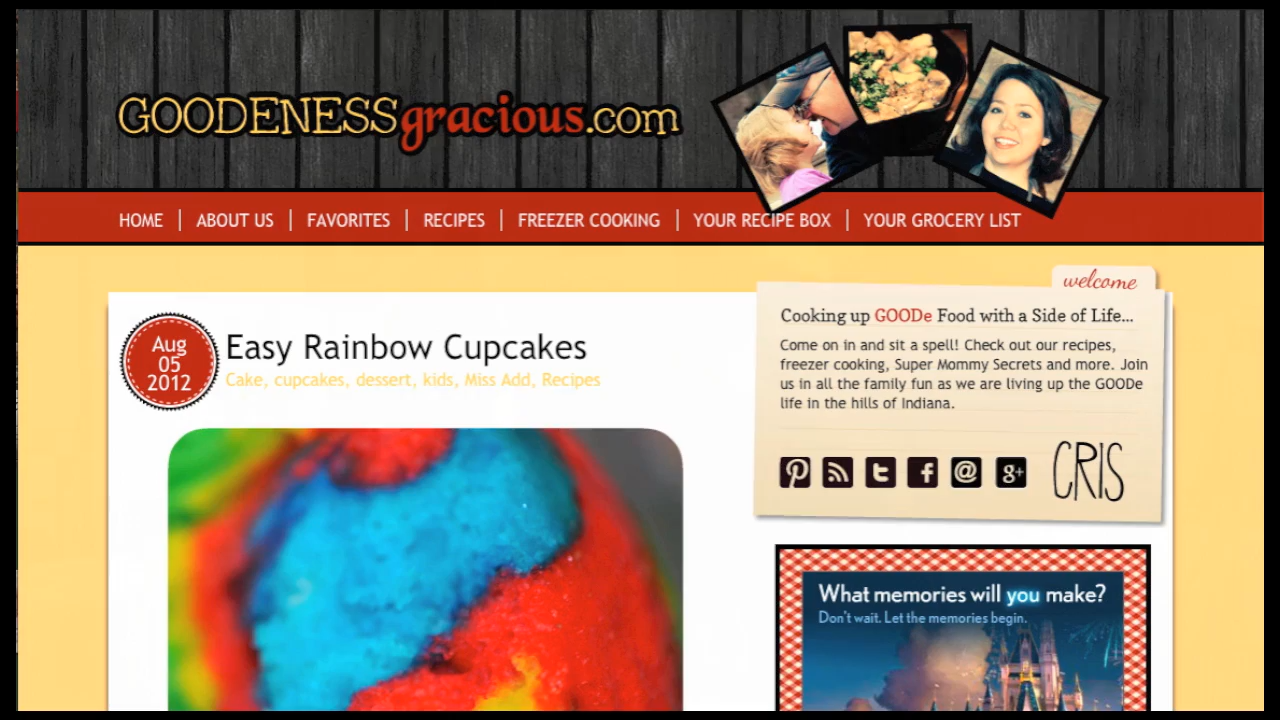 GOODENESSgracious.com
HOME | ABOUT US | FAVORITES | RECIPES | FREEZER COOKING | YOUR RECIPE BOX | YOUR GROCERY LIST
Aug
05
2012
Easy Rainbow Cupcakes
Cake, cupcakes, dessert, kids, Miss Add, Recipes
welcome
Cooking up GOODe Food with a Side of Life...
Come on in and sit a spell! Check out our recipes,
freezer cooking, Super Mommy Secrets and more. Join
us in all the family fun as we are living up the GOODe
life in the hills of Indiana.
CRIS
What memories will you make?
Don't wait. Let the memories begin.